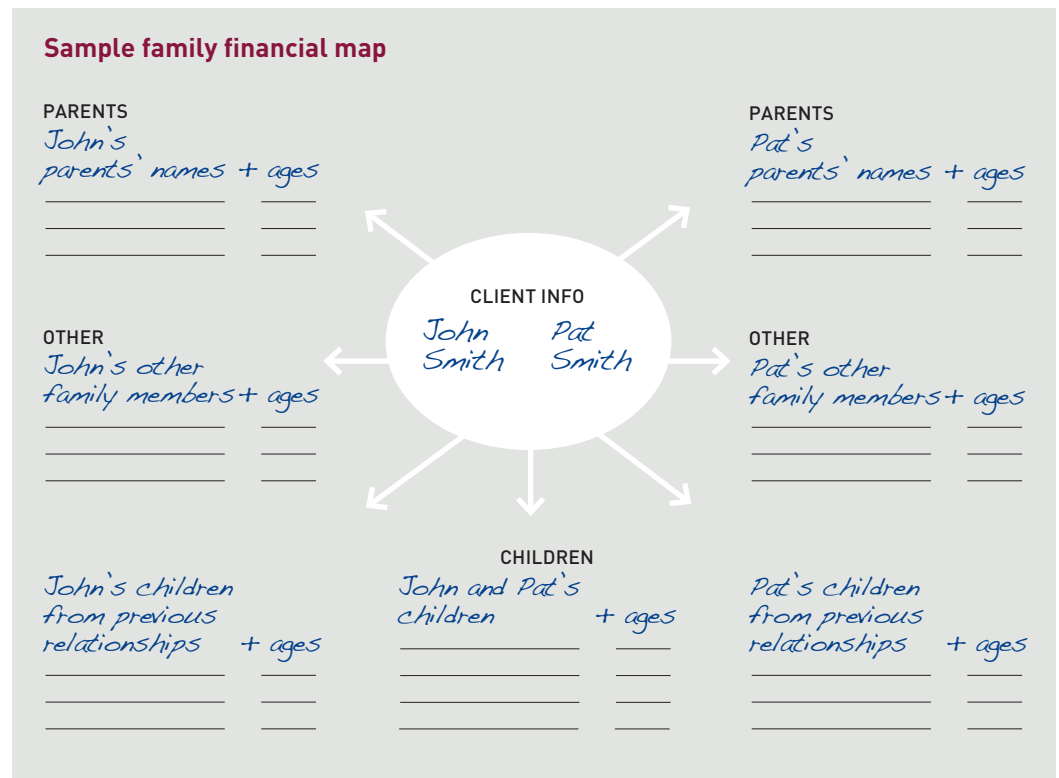 Sample family financial map
PARENTS
John's
parents' names + ages
PARENTS
Pat's
parents' names + ages
CLIENT INFO
John Pat
Smith Smith
OTHER
John's other
family members + ages
OTHER
Pat's other
family members + ages
CHILDREN
John's children
from previous
relationships + ages
John and Pat's
children + ages
Pat's children
from previous
relationships + ages